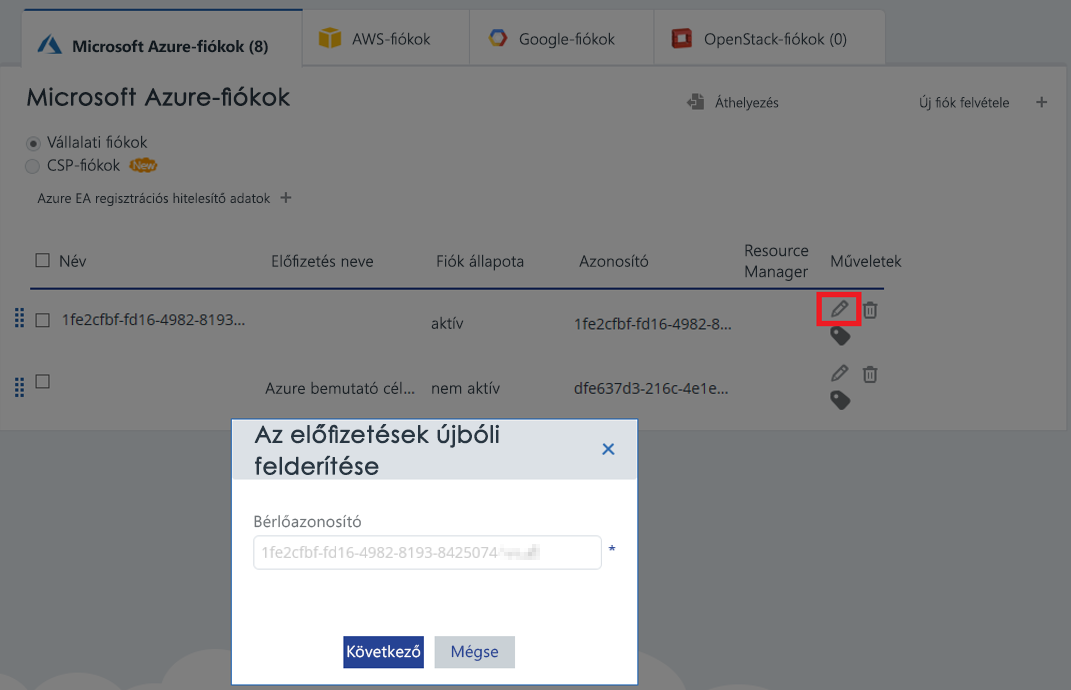 Microsoft Azure-fiókok (8)
AWS-fiókok
Google-fiókok
OpenStack-fiókok (0)
Microsoft Azure-fiókok
Áthelyezés
Új fiók felvétele
Vállalati fiókok
CSP-fiókok New
Azure EA regisztrációs hitelesítő adatok
Név
Előfizetés neve
Fiók állapota
Azonosító
Resource
Manager
Műveletek
1fe2cfbf-fd16-4982-8193...
aktív
1fe2cfbf-fd16-4982-8...
Azure bemutató cél...
nem aktív
dfe637d3-216c-4e1e...
Az előfizetések újbóli
felderítése
Bérlőazonosító
1fe2cfbf-fd16-4982-8193-8425074
*
Következő
Mégse